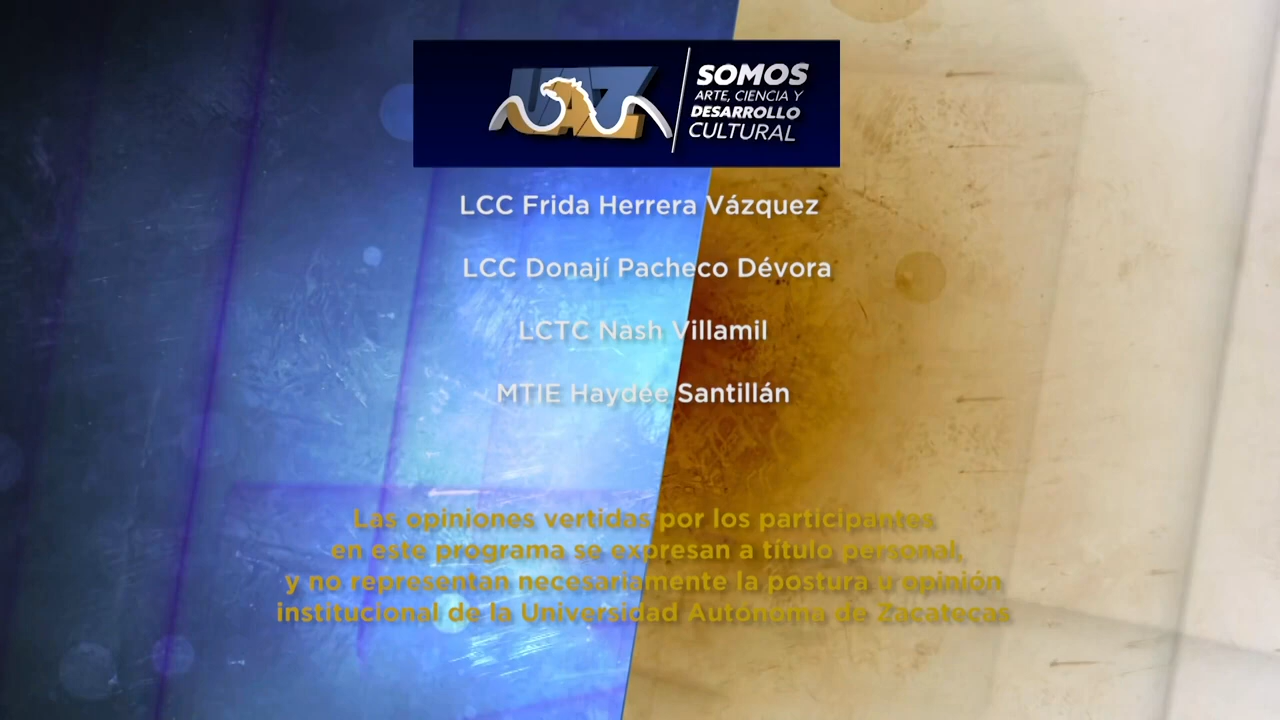 UAZ
SOMOS
ARTE, CIENCIA Y
DESARROLLO
CULTURAL
LCC Frida Herrera Vázquez
LCC Donají Pacheco Dévora
LCTC Nash Villamil
MTIE Haydée Santillán
Las opiniones vertidas por los participantes
en este programa se expresan a título personal,
y no representan necesariamente la postura u opinión
institucional de la Universidad Autónoma de Zacatecas